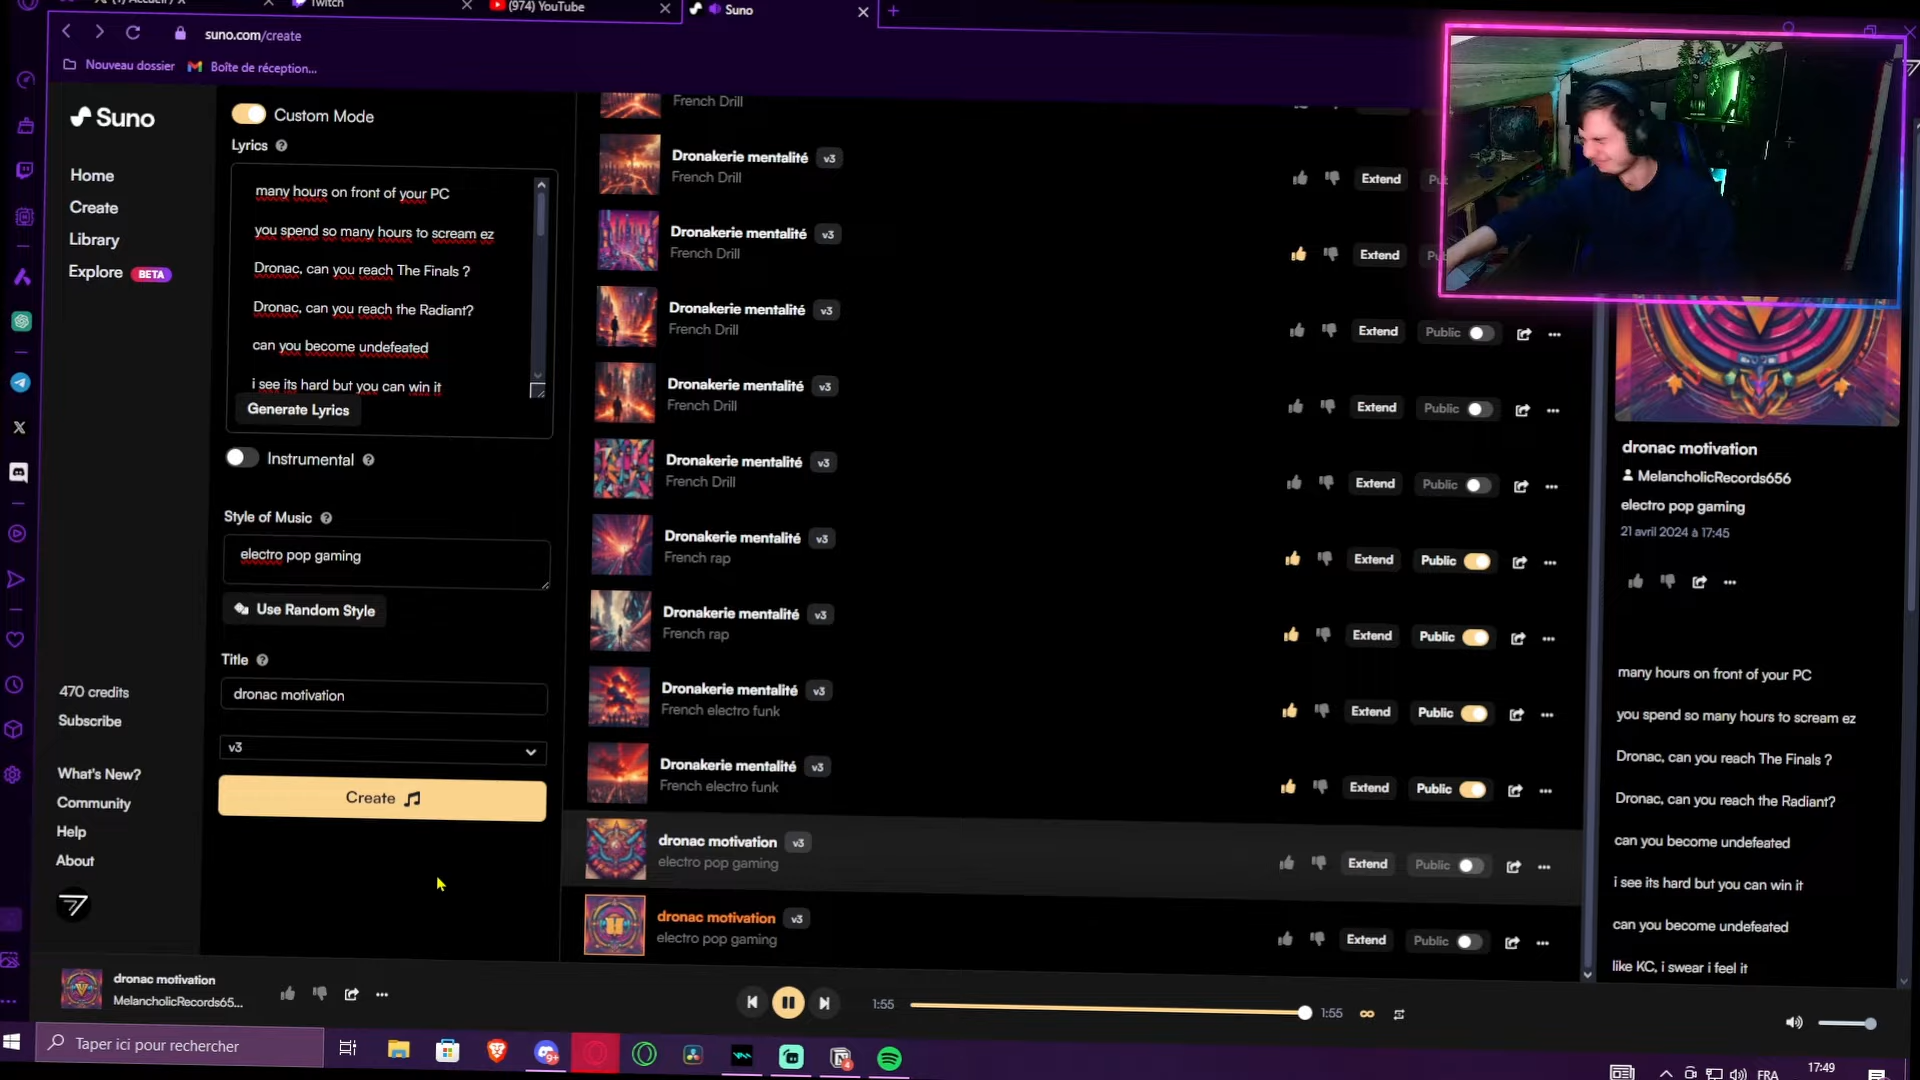 Twitch
(974) YouTube
Suno
suno.com/create
Nouveau dossier
Boîte de réception...
Suno
Home
Create
Library
Explore BETA
470 credits
Subscribe
What's New?
Community
Help
About
Custom Mode
Lyrics
many hours on front of your PC
you spend so many hours to scream ez
Dronac, can you reach The Finals ?
Dronac, can you reach the Radiant?
can you become undefeated
i see its hard but you can win it
Generate Lyrics
Instrumental
Style of Music
electro pop gaming
Use Random Style
Title
dronac motivation
v3
Create
French Drill
Dronakerie mentalité v3
French Drill
Extend
Dronakerie mentalité v3
French Drill
Extend
Dronakerie mentalité v3
French Drill
Extend Public
Dronakerie mentalité v3
French Drill
Extend Public
Dronakerie mentalité v3
French Drill
Extend Public
Dronakerie mentalité v3
French rap
Extend Public
Dronakerie mentalité v3
French rap
Extend Public
Dronakerie mentalité v3
French electro funk
Extend Public
Dronakerie mentalité v3
French electro funk
Extend Public
dronac motivation v3
electro pop gaming
Extend Public
dronac motivation v3
electro pop gaming
Extend Public
dronac motivation
MelancholicRecords656
electro pop gaming
21 avril 2024 à 17:45
many hours on front of your PC
you spend so many hours to scream ez
Dronac, can you reach The Finals ?
Dronac, can you reach the Radiant?
can you become undefeated
i see its hard but you can win it
can you become undefeated
like KC, i swear i feel it
dronac motivation
MelancholicRecords65...
1:55
1:55
Taper ici pour rechercher
FRA
17:49